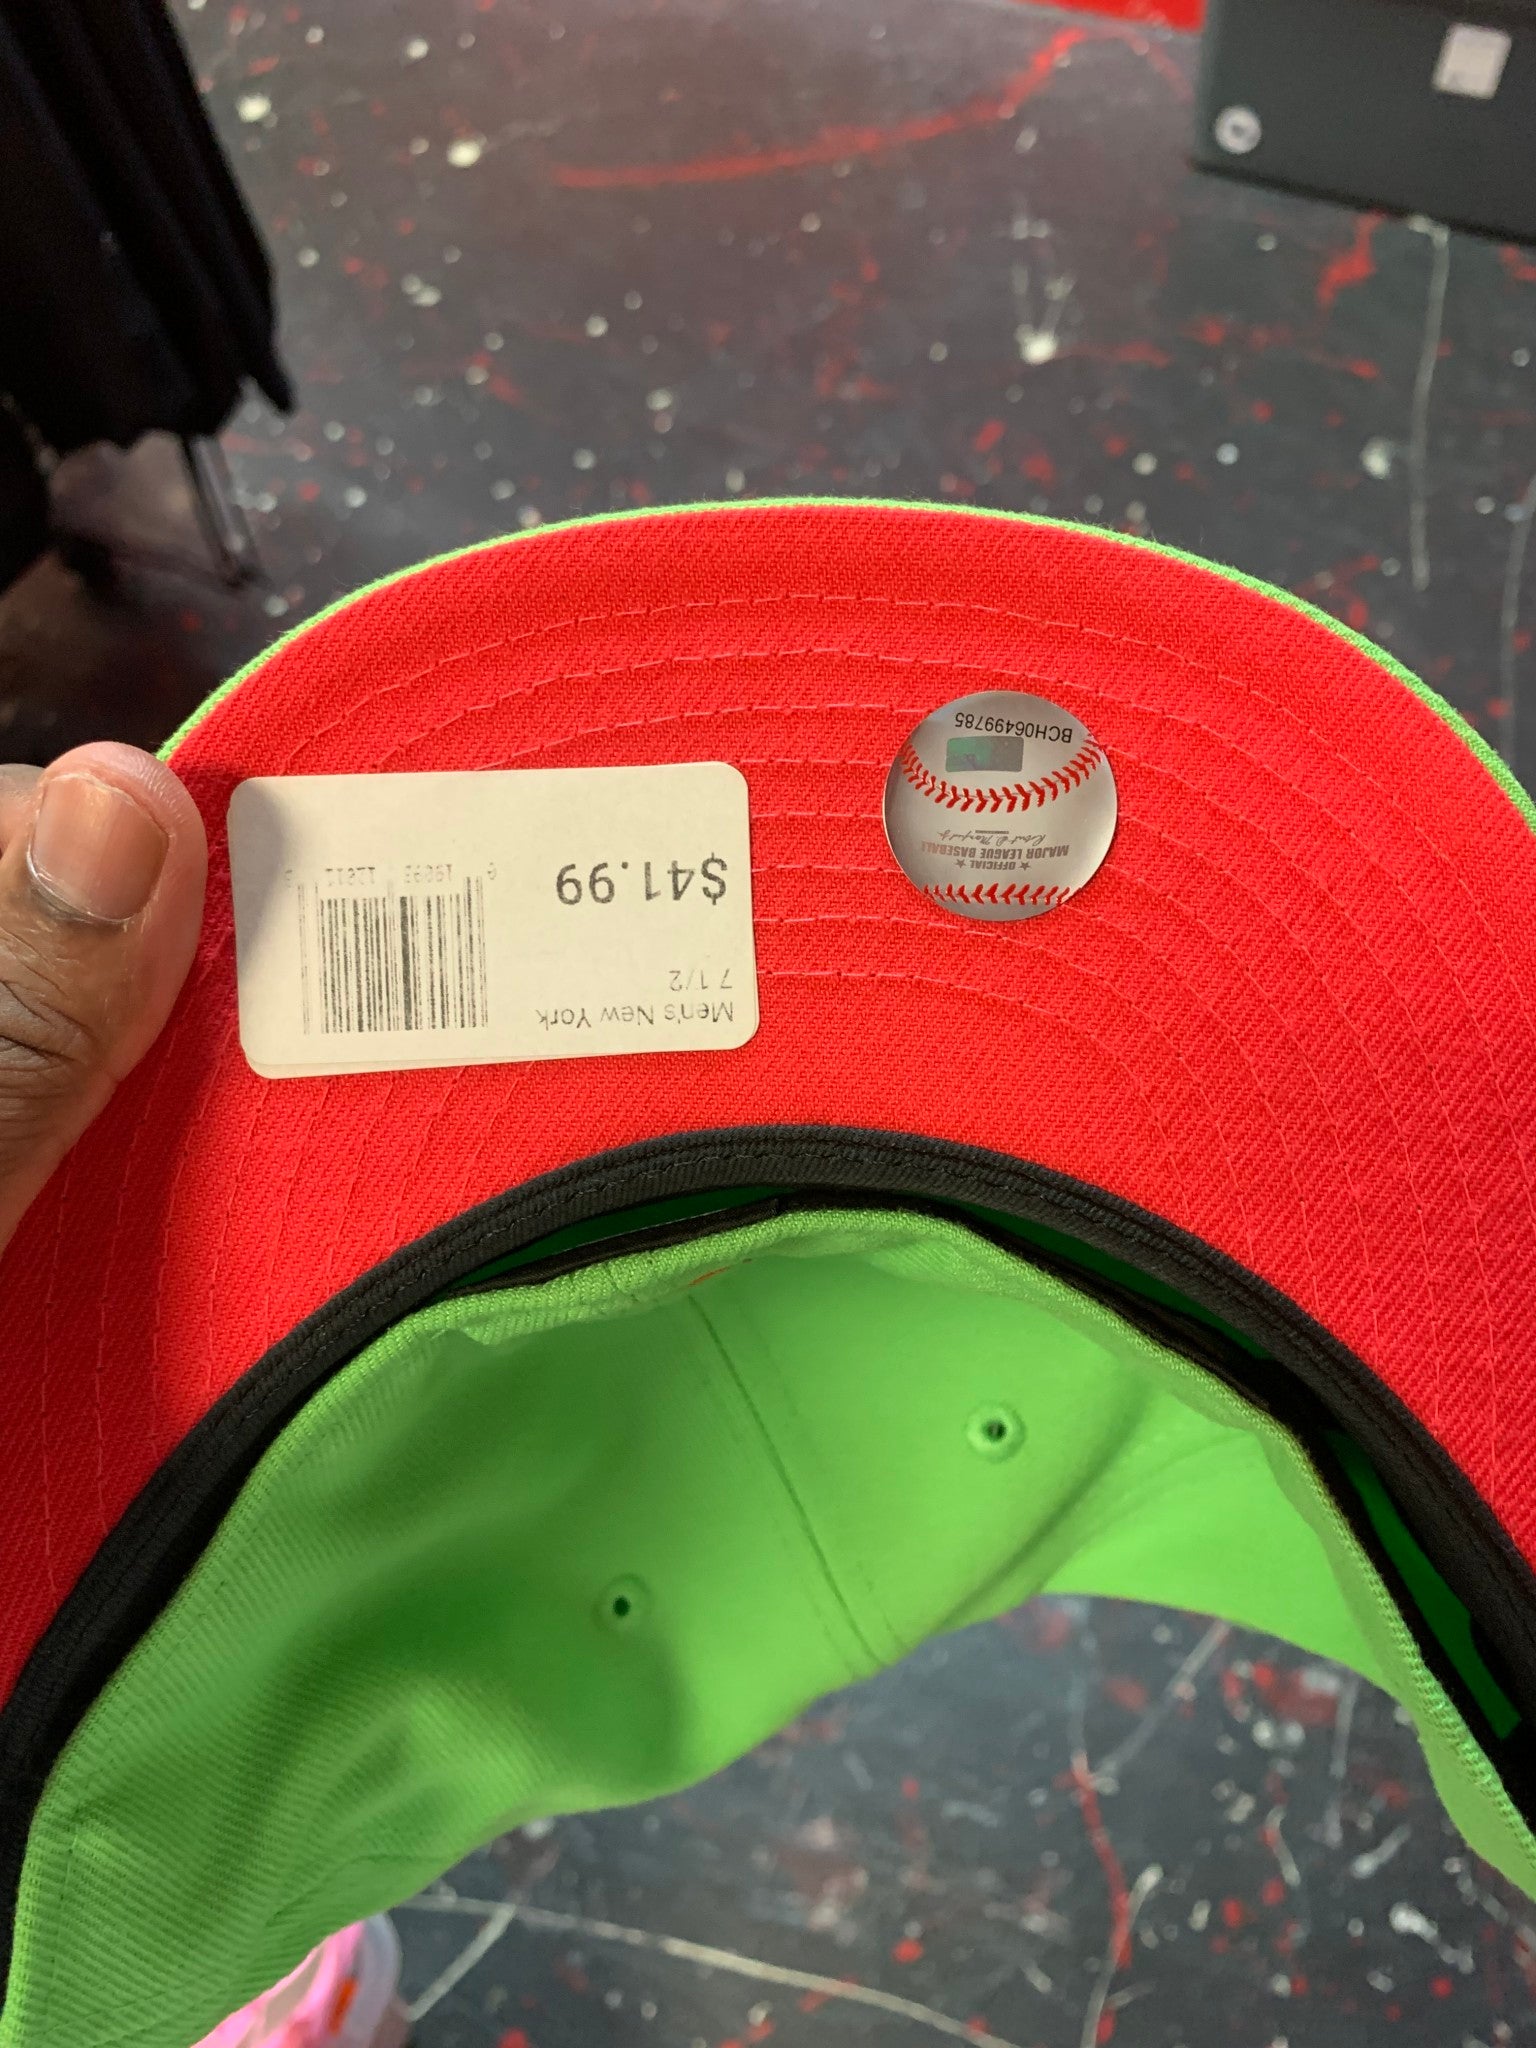 Men's New York
7 1/2
$41.99
BCH06499785
★ OFFICIAL ★
MAJOR LEAGUE BASEBALL